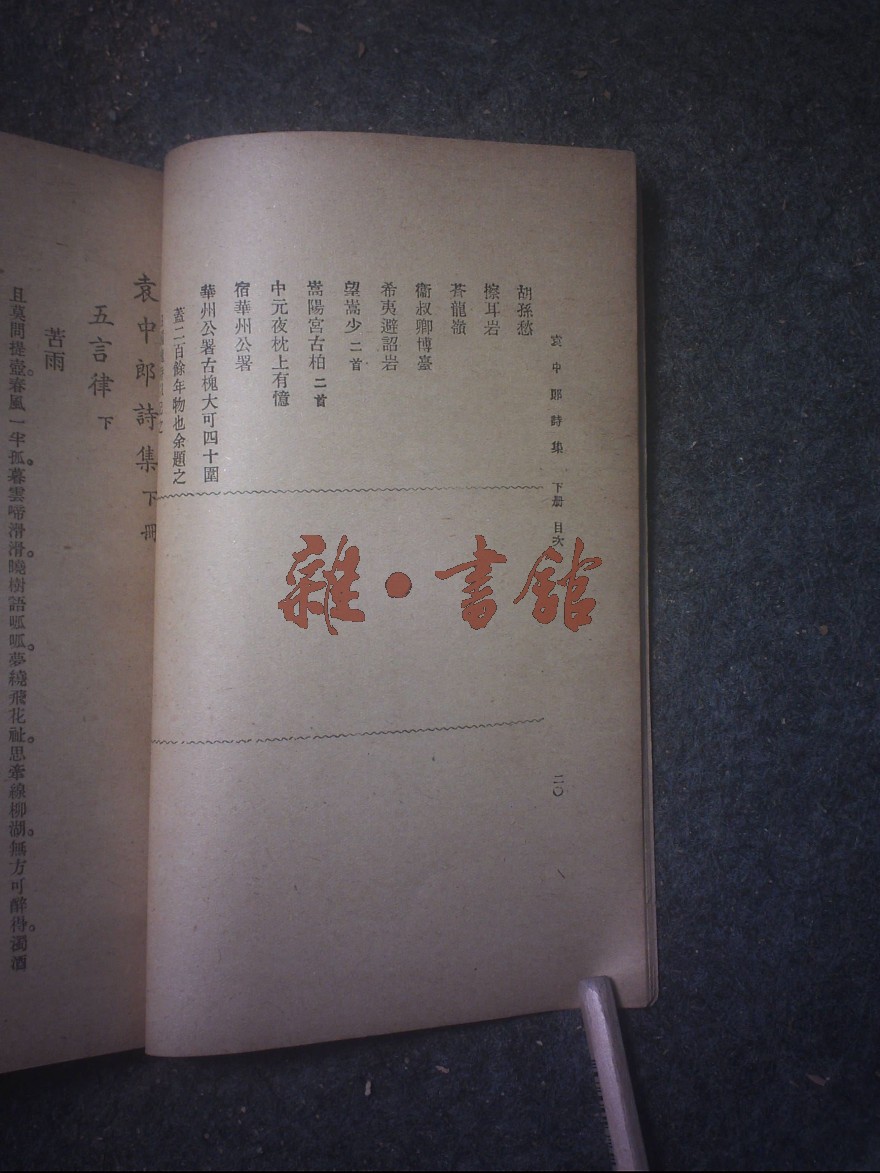 袁中郎詩集 下册 目次
二〇
胡孫愁
擦耳岩
蒼龍嶺
衞叔卿博臺
希夷避詔岩
望嵩少 二首
嵩陽宮古柏 二首
中元夜枕上有憶
宿華州公署
華州公署古槐大可四十圍
蓋二百餘年物也余題之
袁中郎詩集 下冊
五言律 下
苦雨
且莫問提壺。春風一半孤。暮雲啼滑滑。曉樹語呱呱。夢繞飛花祉。思牽線柳湖。無方可醉得。濁酒
雜·書館